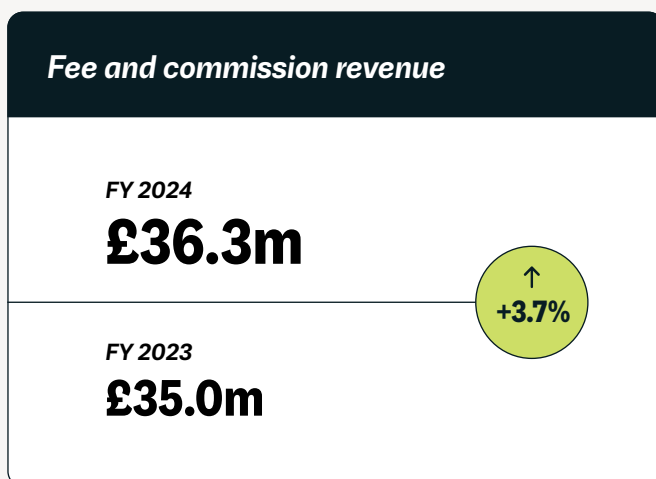 Fee and commission revenue
FY 2024
£36.3m
↑
+3.7%
FY 2023
£35.0m